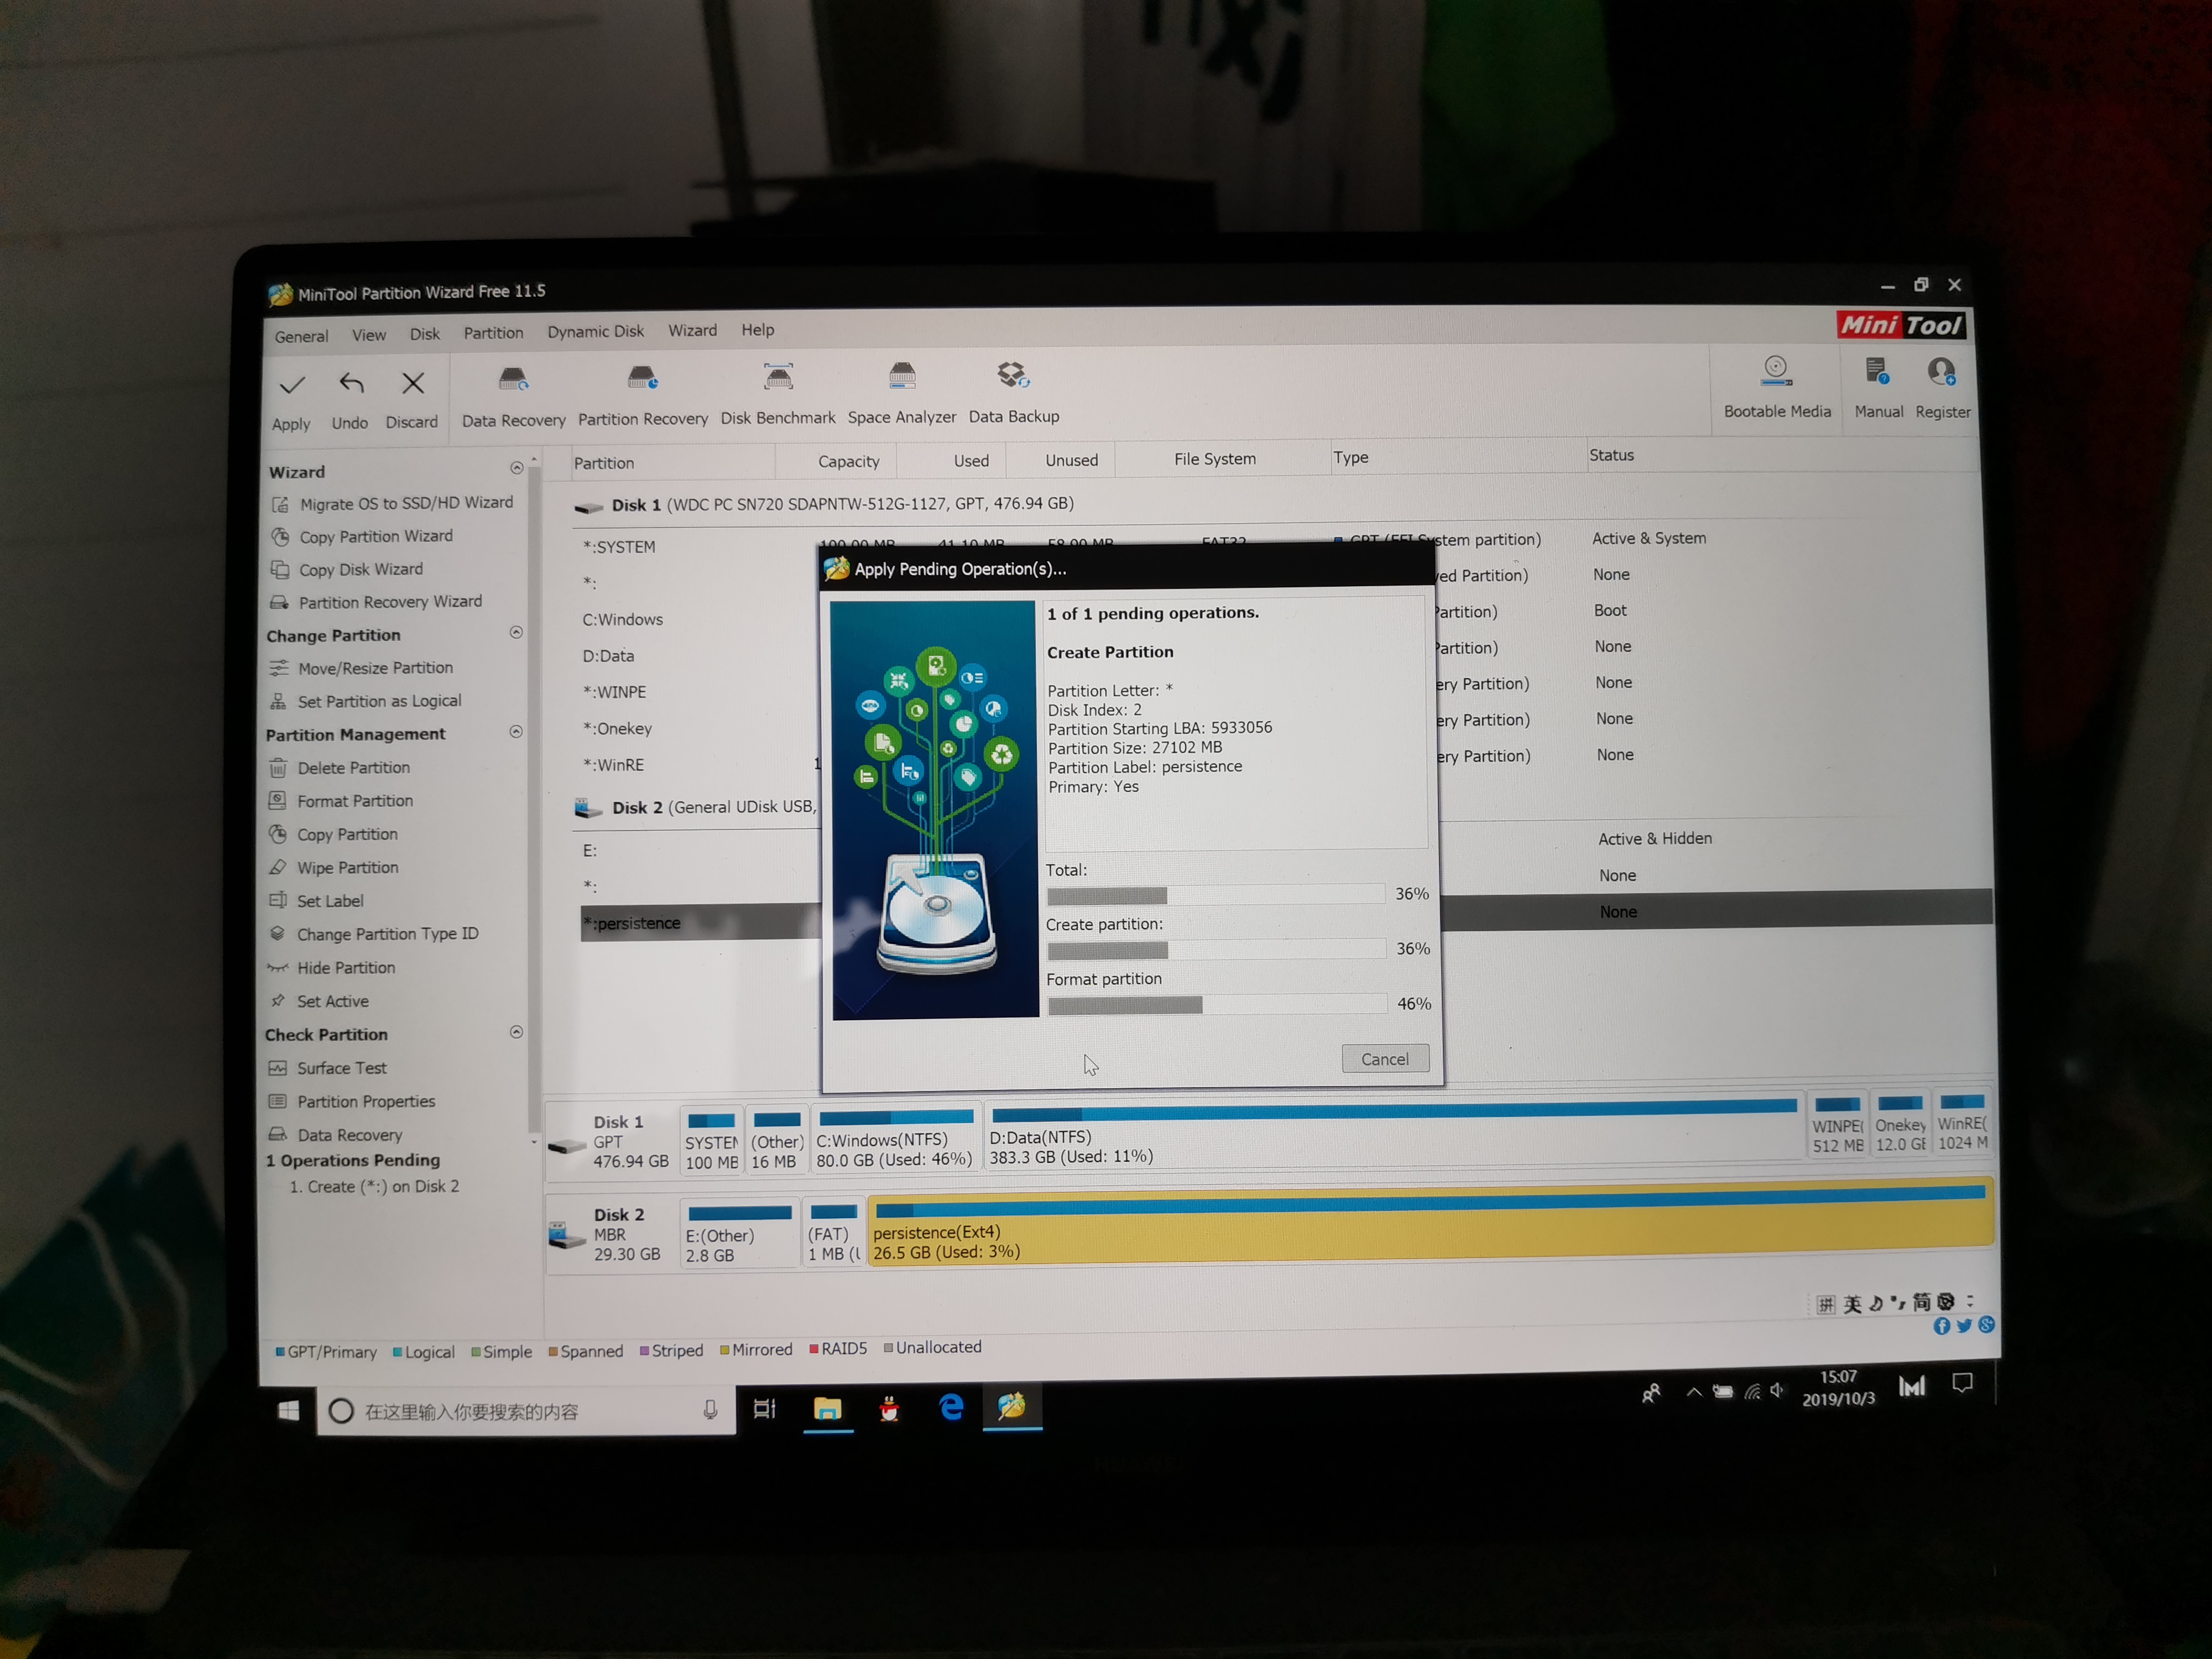 MiniTool Partition Wizard Free 11.5
General View Disk Partition Dynamic Disk Wizard Help
Mini Tool
Apply Undo Discard Data Recovery Partition Recovery Disk Benchmark Space Analyzer Data Backup Bootable Media Manual Register
Partition Capacity Used Unused File System Type Status
Wizard
Migrate OS to SSD/HD Wizard
Copy Partition Wizard
Copy Disk Wizard
Partition Recovery Wizard
Change Partition
Move/Resize Partition
Set Partition as Logical
Partition Management
Delete Partition
Format Partition
Copy Partition
Wipe Partition
Set Label
Change Partition Type ID
Hide Partition
Set Active
Check Partition
Surface Test
Partition Properties
Data Recovery
1 Operations Pending
1. Create (*:) on Disk 2
Disk 1 (WDC PC SN720 SDAPNTW-512G-1127, GPT, 476.94 GB)
*:SYSTEM 100.00 MB 41.10 MB 58.90 MB FAT32 GPT (EFI System partition) Active & System
*: ved Partition) None
C:Windows Partition) Boot
D:Data Partition) None
*:WINPE ery Partition) None
*:Onekey ery Partition) None
*:WinRE 1 ery Partition) None
Disk 2 (General UDisk USB,
E: Active & Hidden
*: None
*:persistence None
Apply Pending Operation(s)...
1 of 1 pending operations.
Create Partition
Partition Letter: *
Disk Index: 2
Partition Starting LBA: 5933056
Partition Size: 27102 MB
Partition Label: persistence
Primary: Yes
Total:
36%
Create partition:
36%
Format partition
46%
Cancel
Disk 1
GPT
476.94 GB
SYSTEM
100 MB
(Other)
16 MB
C:Windows(NTFS)
80.0 GB (Used: 46%)
D:Data(NTFS)
383.3 GB (Used: 11%)
WINPE(
512 MB
Onekey
12.0 GB
WinRE(
1024 M
Disk 2
MBR
29.30 GB
E:(Other)
2.8 GB
(FAT)
1 MB (U
persistence(Ext4)
26.5 GB (Used: 3%)
拼 英 简
GPT/Primary Logical Simple Spanned Striped Mirrored RAID5 Unallocated
在这里输入你要搜索的内容
15:07
2019/10/3
HUAWEI